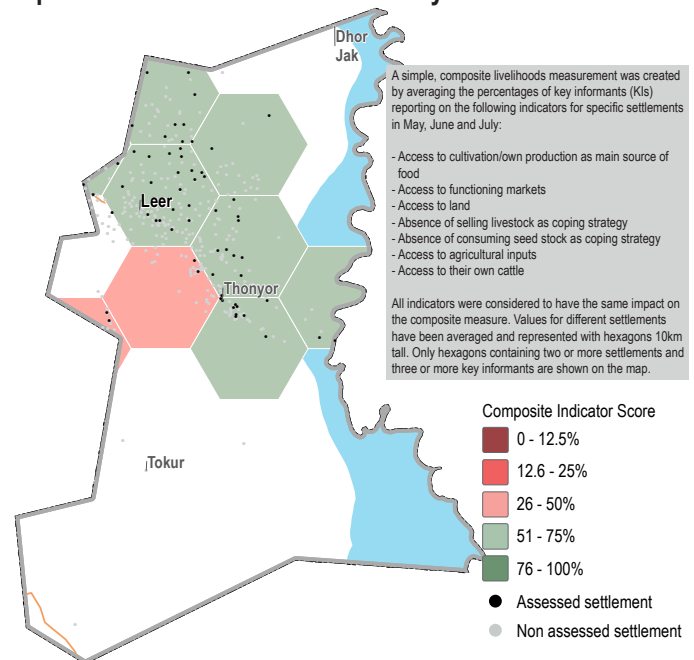 Dhor
Jak
A simple, composite livelihoods measurement was created
by averaging the percentages of key informants (KIs)
reporting on the following indicators for specific settlements
in May, June and July:
- Access to cultivation/own production as main source of
food
- Access to functioning markets
- Access to land
- Absence of selling livestock as coping strategy
- Absence of consuming seed stock as coping strategy
- Access to agricultural inputs
- Access to their own cattle
All indicators were considered to have the same impact on
the composite measure. Values for different settlements
have been averaged and represented with hexagons 10km
tall. Only hexagons containing two or more settlements and
three or more key informants are shown on the map.
Leer
Thonyor
Tokur
Composite Indicator Score
0 - 12.5%
12.6 - 25%
26 - 50%
51 - 75%
76 - 100%
Assessed settlement
Non assessed settlement